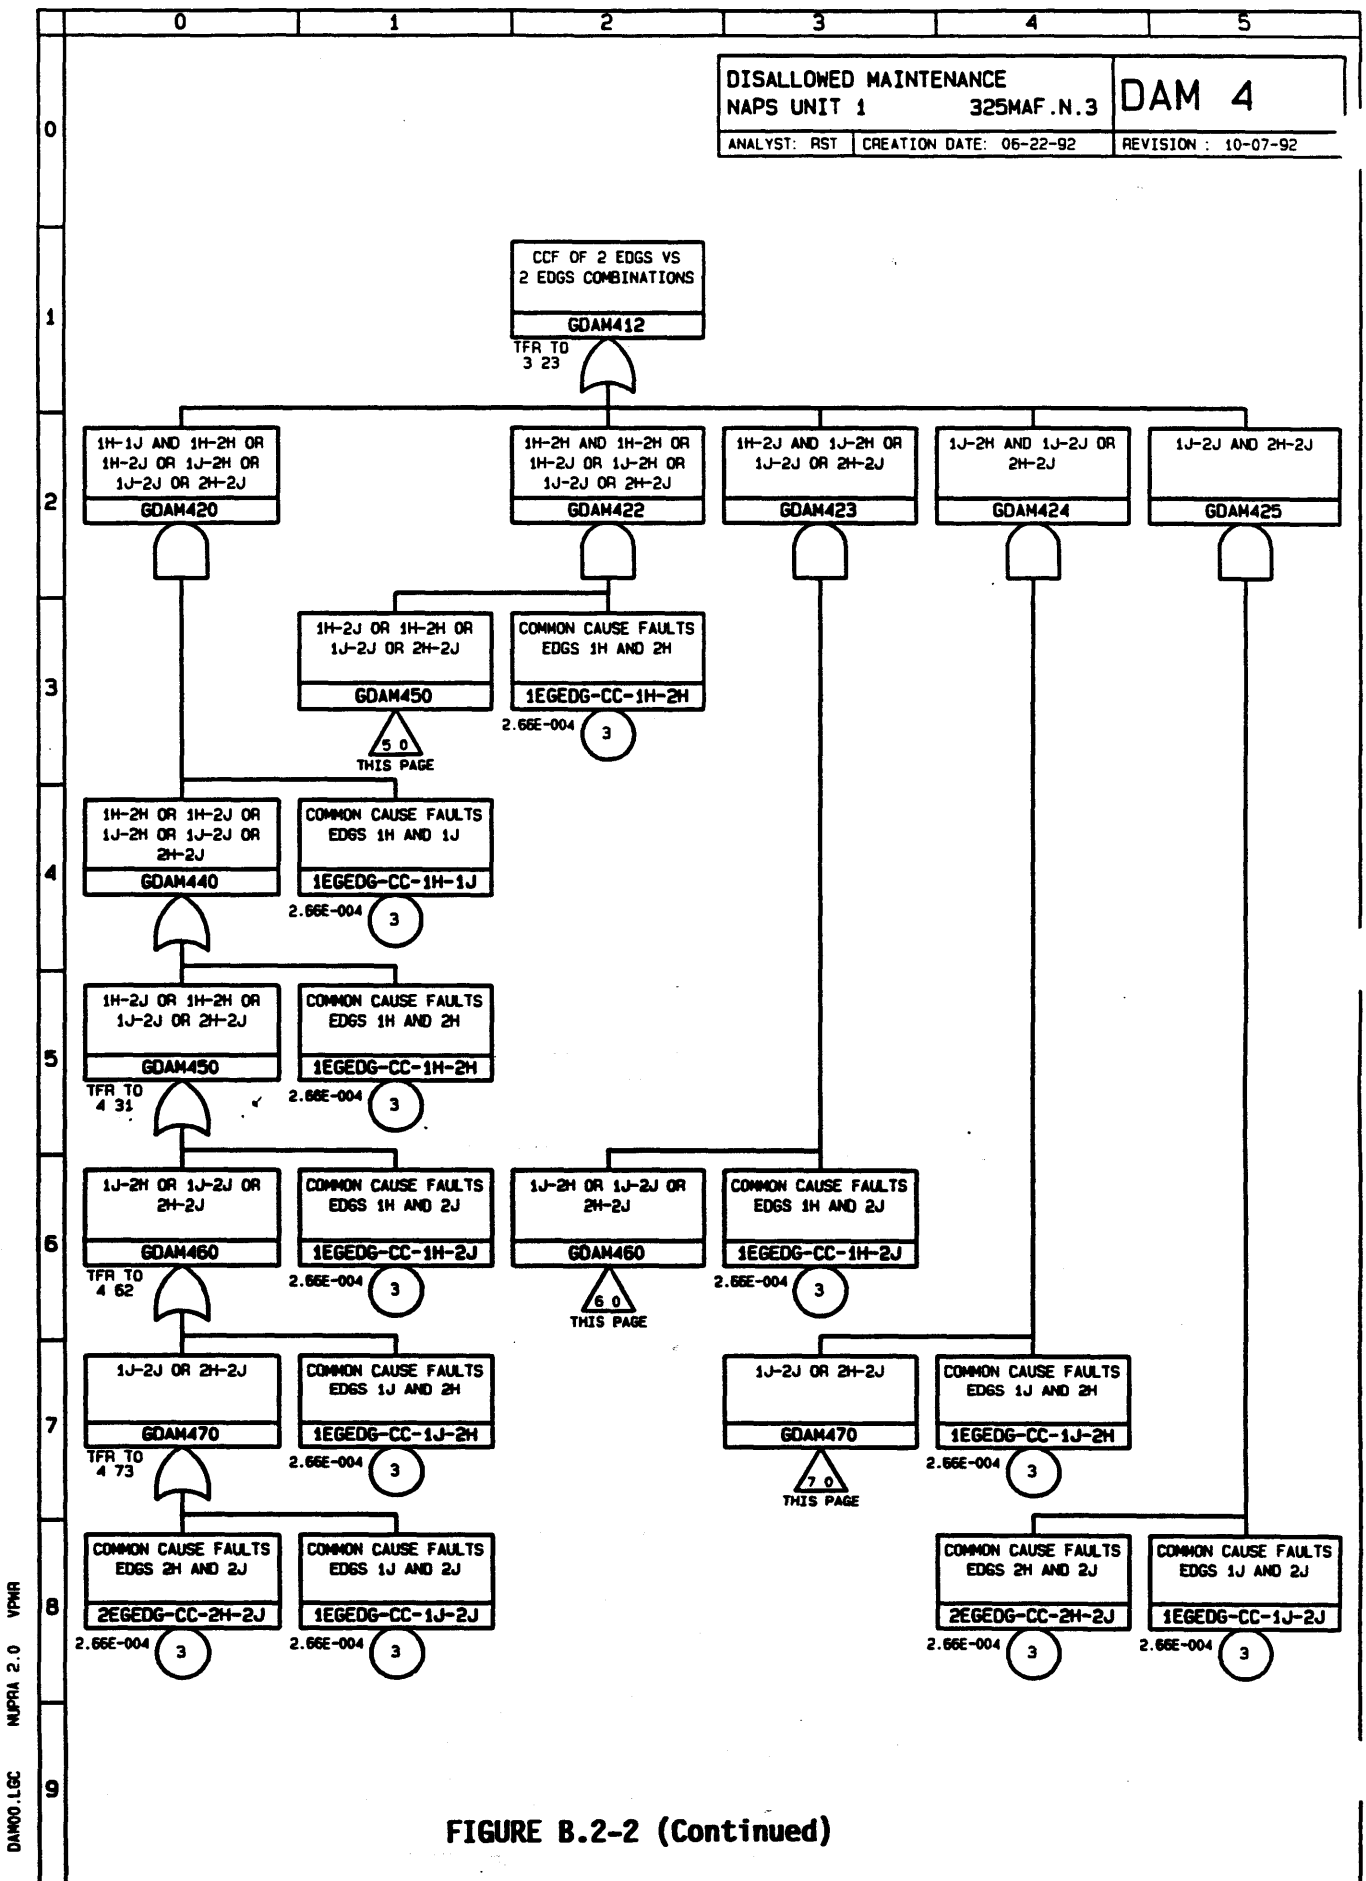 0 1 2 3 4 5
DISALLOWED MAINTENANCE
NAPS UNIT 1 325MAF.N.3
DAM 4
ANALYST: RST CREATION DATE: 06-22-92 REVISION : 10-07-92
0
CCF OF 2 EDGS VS
2 EDGS COMBINATIONS
GDAM412
TFR TO
3 23
1
1H-1J AND 1H-2H OR
1H-2J OR 1J-2H OR
1J-2J OR 2H-2J
GDAM420
1H-2H AND 1H-2H OR
1H-2J OR 1J-2H OR
1J-2J OR 2H-2J
GDAM422
1H-2J AND 1J-2H OR
1J-2J OR 2H-2J
GDAM423
1J-2H AND 1J-2J OR
2H-2J
GDAM424
1J-2J AND 2H-2J
GDAM425
2
1H-2J OR 1H-2H OR
1J-2J OR 2H-2J
GDAM450
5 0
THIS PAGE
COMMON CAUSE FAULTS
EDGS 1H AND 2H
1EGEDG-CC-1H-2H
2.66E-004
3
3
1H-2H OR 1H-2J OR
1J-2H OR 1J-2J OR
2H-2J
GDAM440
COMMON CAUSE FAULTS
EDGS 1H AND 1J
1EGEDG-CC-1H-1J
2.66E-004
3
4
1H-2J OR 1H-2H OR
1J-2J OR 2H-2J
GDAM450
TFR TO
4 31
COMMON CAUSE FAULTS
EDGS 1H AND 2H
1EGEDG-CC-1H-2H
2.66E-004
3
5
1J-2H OR 1J-2J OR
2H-2J
GDAM460
TFR TO
4 62
COMMON CAUSE FAULTS
EDGS 1H AND 2J
1EGEDG-CC-1H-2J
2.66E-004
3
1J-2H OR 1J-2J OR
2H-2J
GDAM460
6 0
THIS PAGE
COMMON CAUSE FAULTS
EDGS 1H AND 2J
1EGEDG-CC-1H-2J
2.66E-004
3
6
1J-2J OR 2H-2J
GDAM470
TFR TO
4 73
COMMON CAUSE FAULTS
EDGS 1J AND 2H
1EGEDG-CC-1J-2H
2.66E-004
3
1J-2J OR 2H-2J
GDAM470
7 0
THIS PAGE
COMMON CAUSE FAULTS
EDGS 1J AND 2H
1EGEDG-CC-1J-2H
2.66E-004
3
7
COMMON CAUSE FAULTS
EDGS 2H AND 2J
2EGEDG-CC-2H-2J
2.66E-004
3
COMMON CAUSE FAULTS
EDGS 1J AND 2J
1EGEDG-CC-1J-2J
2.66E-004
3
COMMON CAUSE FAULTS
EDGS 2H AND 2J
2EGEDG-CC-2H-2J
2.66E-004
3
COMMON CAUSE FAULTS
EDGS 1J AND 2J
1EGEDG-CC-1J-2J
2.66E-004
3
8
9
DAM00.LGC NUPRA 2.0 VPWR
FIGURE B.2-2 (Continued)